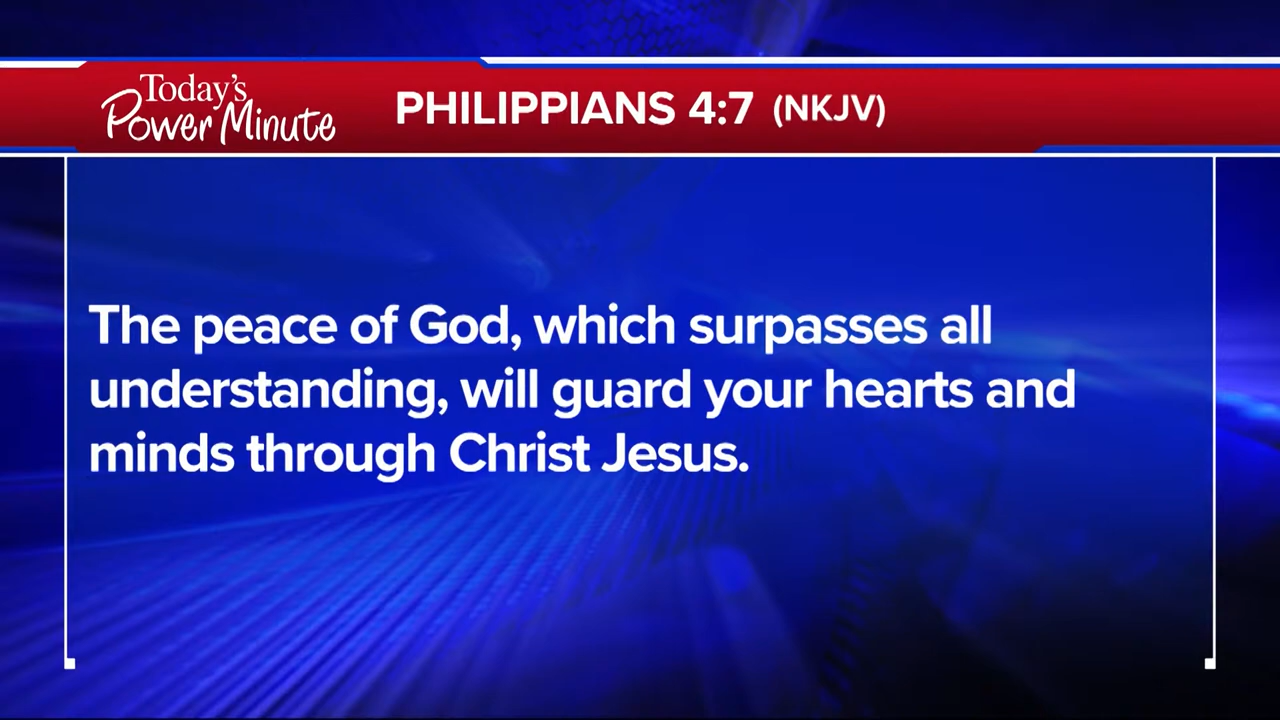 Today's
Power Minute
PHILIPPIANS 4:7 (NKJV)
The peace of God, which surpasses all
understanding, will guard your hearts and
minds through Christ Jesus.